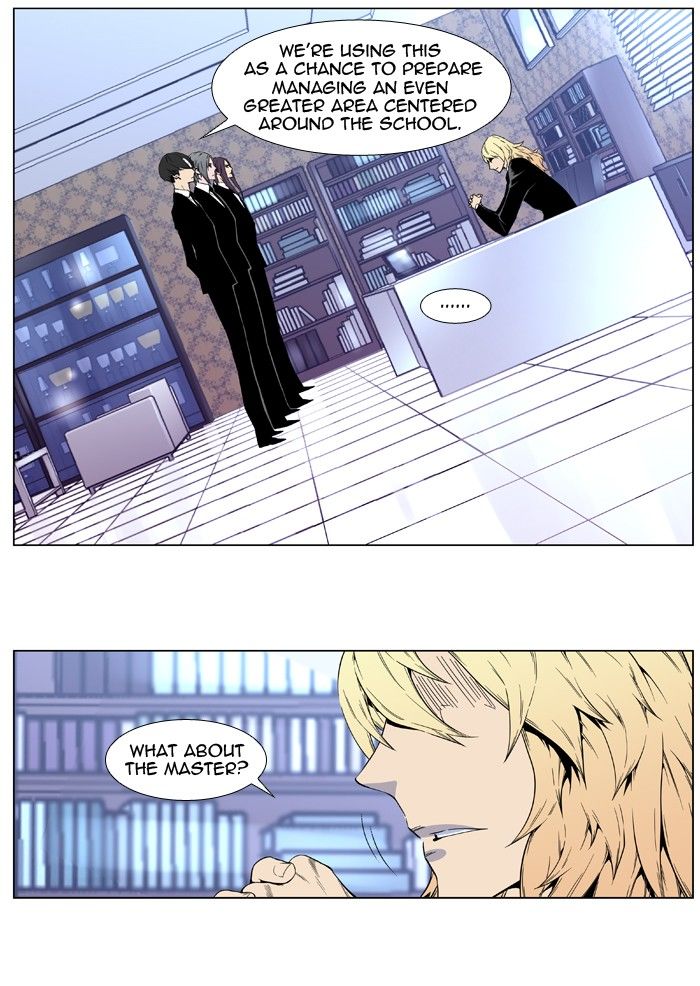 WE'RE USING THIS
AS A CHANCE TO PREPARE
MANAGING AN EVEN
GREATER AREA CENTERED
AROUND THE SCHOOL.
......
WHAT ABOUT
THE MASTER?